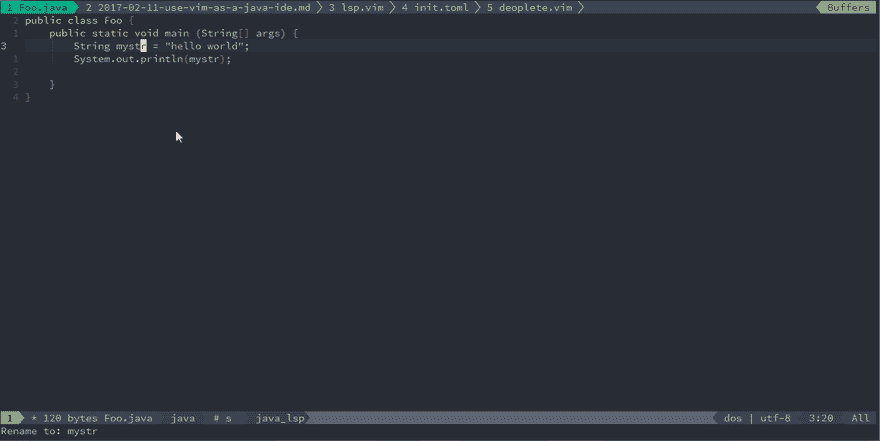 1 Foo.java 2 2017-02-11-use-vim-as-a-java-ide.md 3 lsp.vim 4 init.toml 5 deoplete.vim Buffers
2 public class Foo {
1     public static void main (String[] args) {
3         String mystr = "hello world";
1         System.out.println(mystr);
2
3     }
4 }
1 * 120 bytes Foo.java java # s java_lsp dos | utf-8 3:20 All
Rename to: mystr